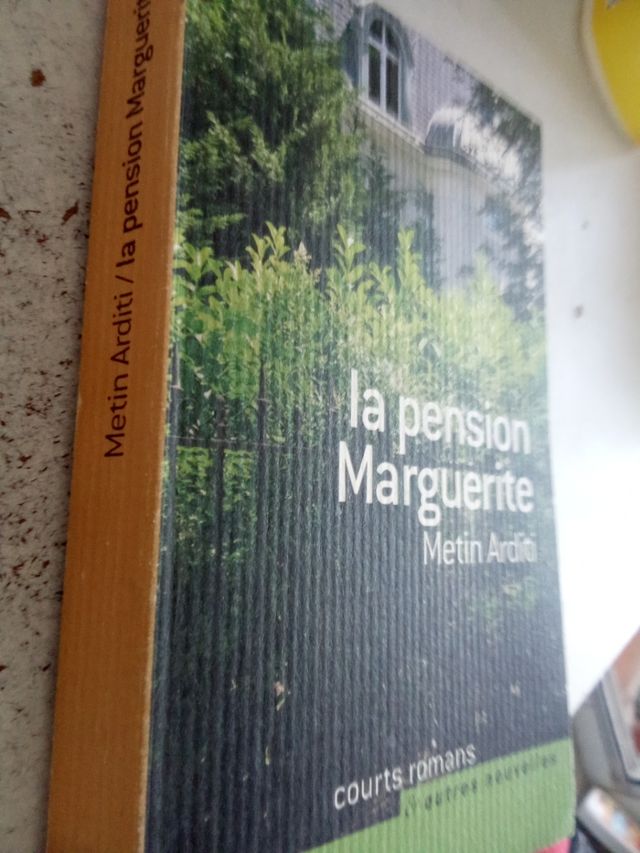 Metin Arditi / la pension Marguerite
la pension
Marguerite
Metin Arditi
courts romans
& autres nouvelles